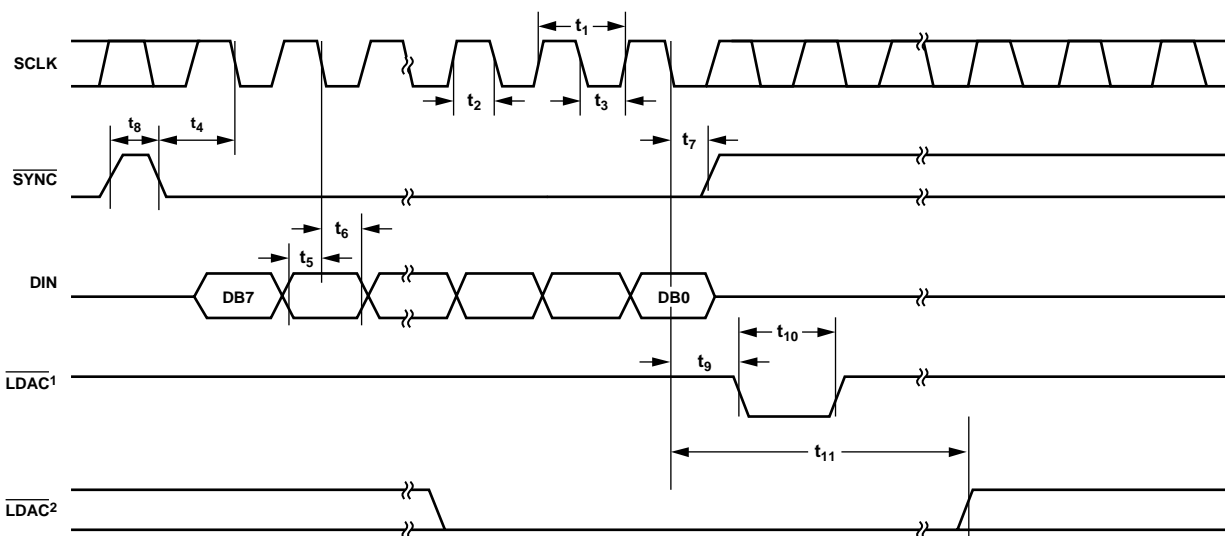 t1
SCLK
t2
t3
t8
t4
t7
SYNC
t6
t5
DIN
DB7
DB0
t10
t9
LDAC1
t11
LDAC2